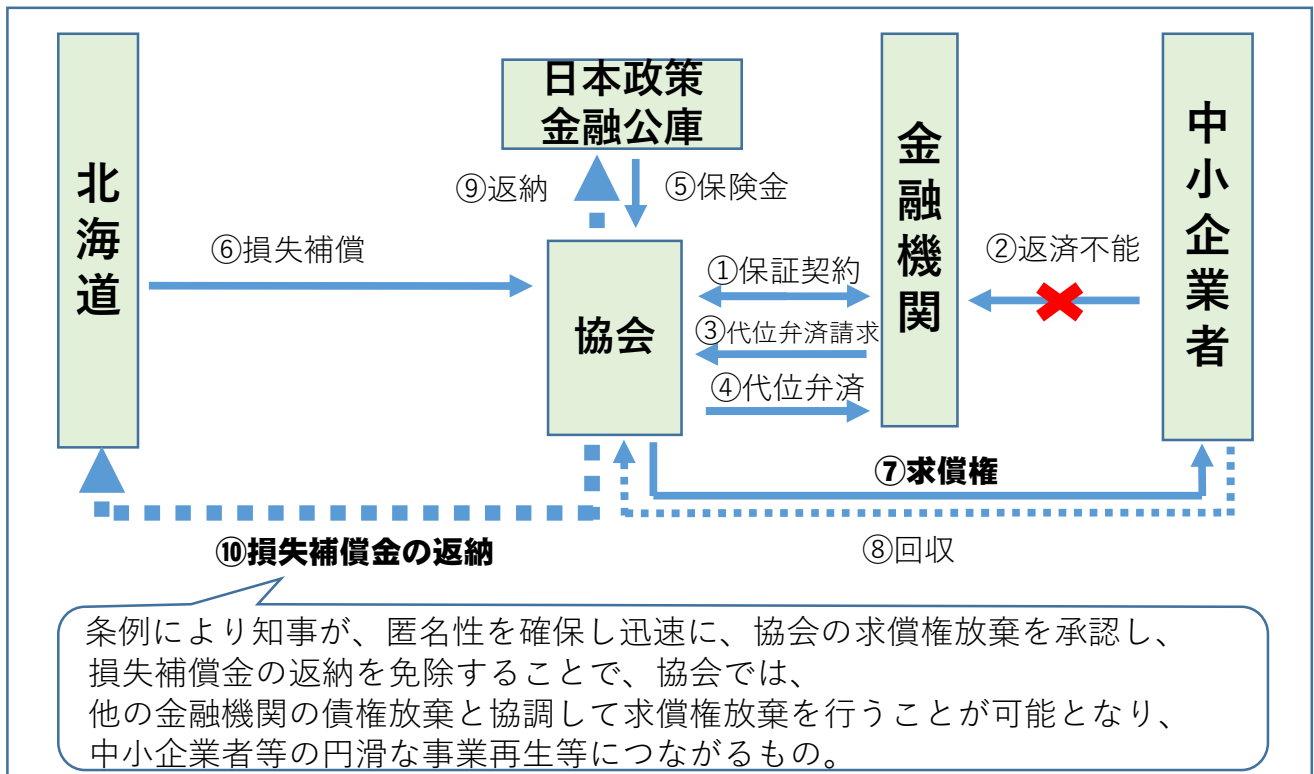 北海道
日本政策
金融公庫
金融機関
中小企業者
⑨返納
⑤保険金
⑥損失補償
①保証契約
②返済不能
協会
③代位弁済請求
④代位弁済
⑦求償権
⑧回収
⑩損失補償金の返納
条例により知事が、匿名性を確保し迅速に、協会の求償権放棄を承認し、
損失補償金の返納を免除することで、協会では、
他の金融機関の債権放棄と協調して求償権放棄を行うことが可能となり、
中小企業者等の円滑な事業再生等につながるもの。